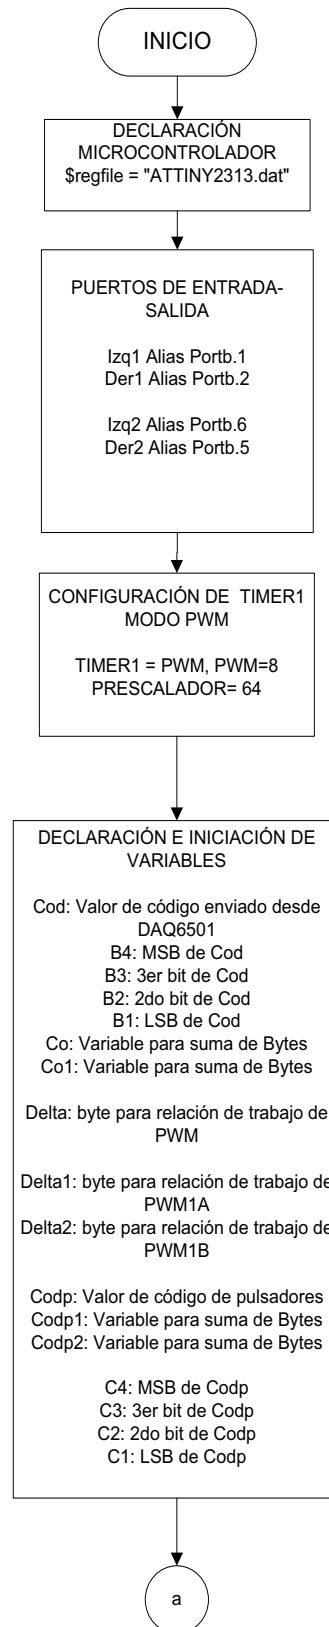 INICIO
DECLARACIÓN
MICROCONTROLADOR
$regfile = "ATTINY2313.dat"
PUERTOS DE ENTRADA-
SALIDA
Izq1 Alias Portb.1
Der1 Alias Portb.2
Izq2 Alias Portb.6
Der2 Alias Portb.5
CONFIGURACIÓN DE TIMER1
MODO PWM
TIMER1 = PWM, PWM=8
PRESCALADOR= 64
DECLARACIÓN E INICIACIÓN DE
VARIABLES
Cod: Valor de código enviado desde
DAQ6501
B4: MSB de Cod
B3: 3er bit de Cod
B2: 2do bit de Cod
B1: LSB de Cod
Co: Variable para suma de Bytes
Co1: Variable para suma de Bytes
Delta: byte para relación de trabajo de
PWM
Delta1: byte para relación de trabajo de
PWM1A
Delta2: byte para relación de trabajo de
PWM1B
Codp: Valor de código de pulsadores
Codp1: Variable para suma de Bytes
Codp2: Variable para suma de Bytes
C4: MSB de Codp
C3: 3er bit de Codp
C2: 2do bit de Codp
C1: LSB de Codp
a